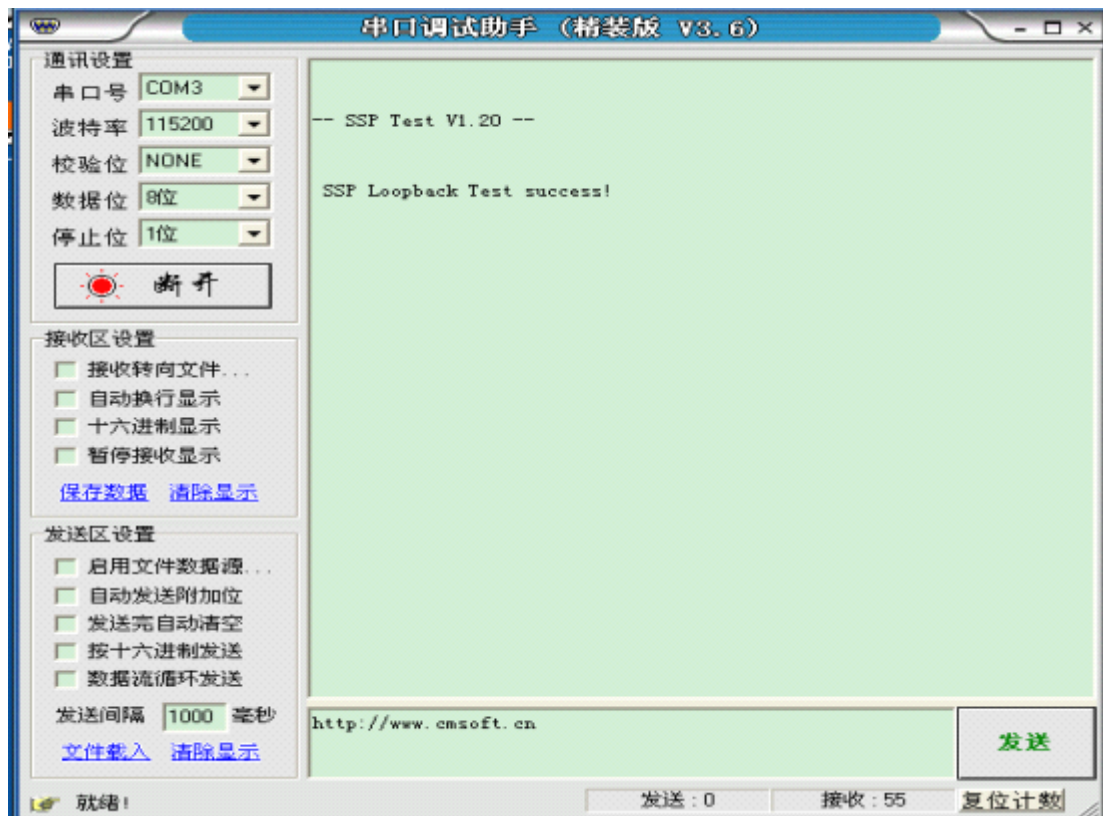 串口调试助手 (精装版 V3.6)
通讯设置
串口号 COM3
波特率 115200
校验位 NONE
数据位 8位
停止位 1位
断开
接收区设置
接收转向文件...
自动换行显示
十六进制显示
暂停接收显示
保存数据 清除显示
发送区设置
启用文件数据源...
自动发送附加位
发送完自动清空
按十六进制发送
数据流循环发送
发送间隔 1000 毫秒
文件载入 清除显示
-- SSP Test V1.20 --
SSP Loopback Test success!
http://www.cmsoft.cn
发送
就绪!
发送:0
接收:55
复位计数